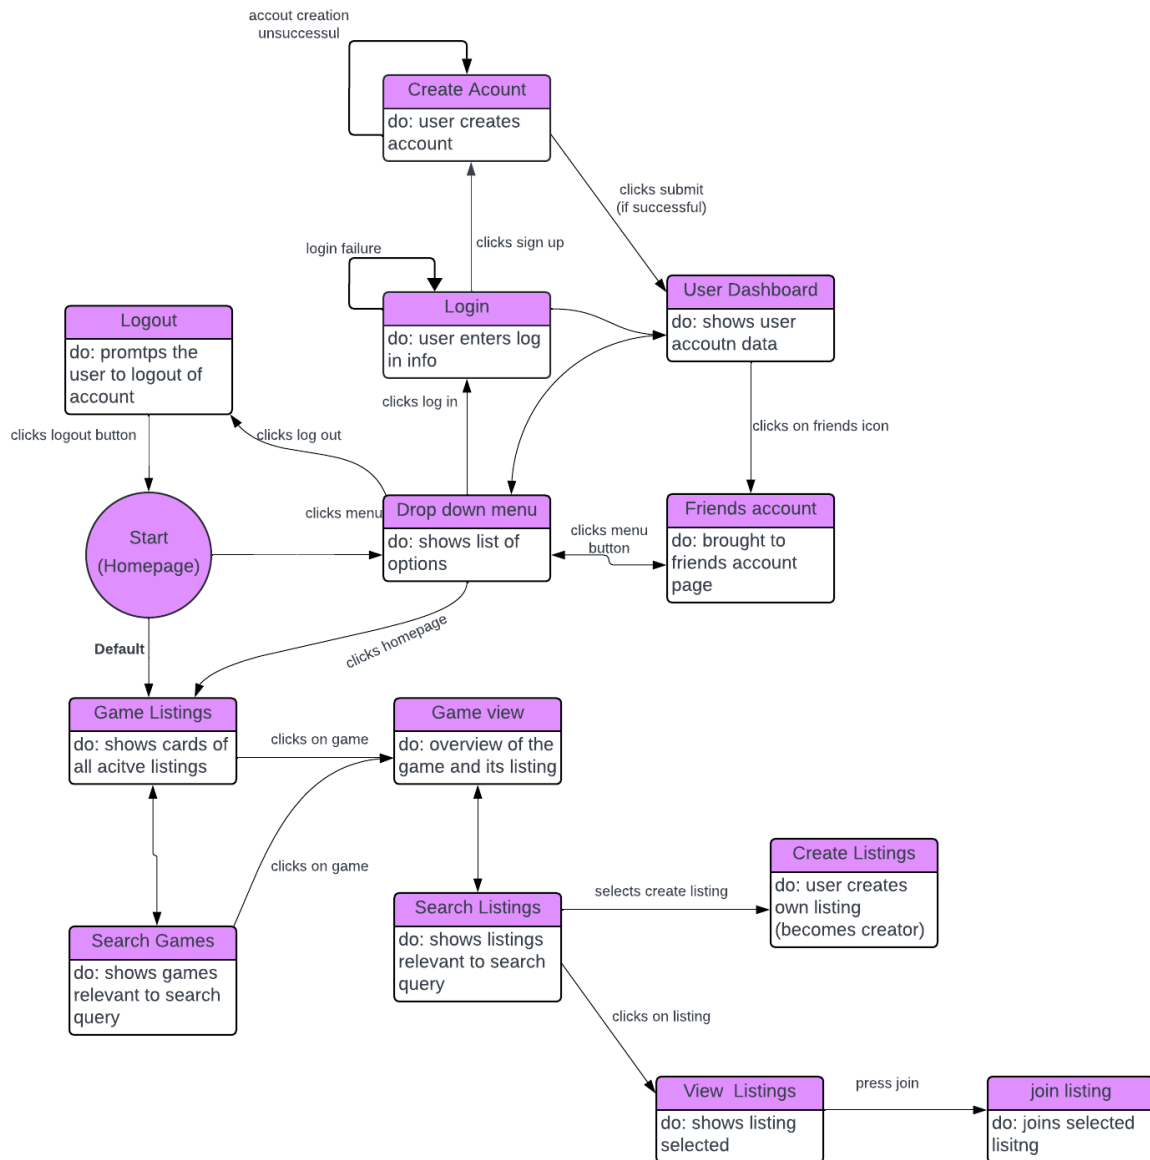 accout creation
unsuccessul
Create Acount
do: user creates
account
clicks submit
(if successful)
clicks sign up
login failure
User Dashboard
do: shows user
accoutn data
Login
do: user enters log
in info
Logout
do: promtps the
user to logout of
account
clicks log in
clicks logout button
clicks log out
clicks on friends icon
clicks menu
Drop down menu
do: shows list of
options
clicks menu
button
Friends account
do: brought to
friends account
page
Start
(Homepage)
Default
clicks homepage
Game Listings
do: shows cards of
all acitve listings
clicks on game
Game view
do: overview of the
game and its listing
clicks on game
Create Listings
do: user creates
own listing
(becomes creator)
selects create listing
Search Listings
do: shows listings
relevant to search
query
Search Games
do: shows games
relevant to search
query
clicks on listing
View Listings
do: shows listing
selected
press join
join listing
do: joins selected
lisitng